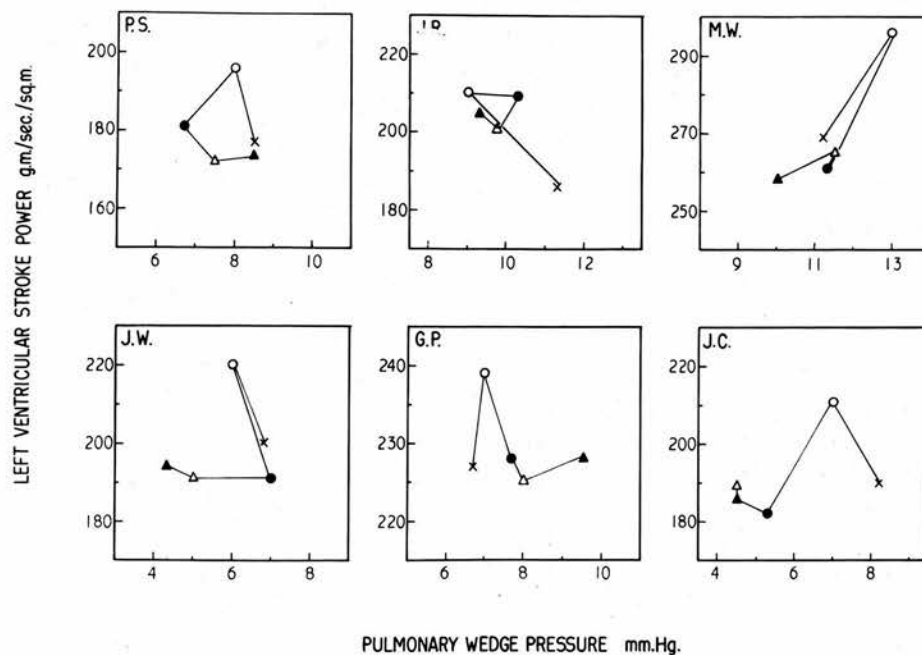 P.S.
200
180
160
6 8 10
220
200
180
8 10 12
M.W.
290
270
250
9 11 13
LEFT VENTRICULAR STROKE POWER g.m/sec./sq.m.
J.W.
220
200
180
4 6 8
G.P.
240
230
220
6 8 10
J.C.
220
200
180
4 6 8
PULMONARY WEDGE PRESSURE mm.Hg.